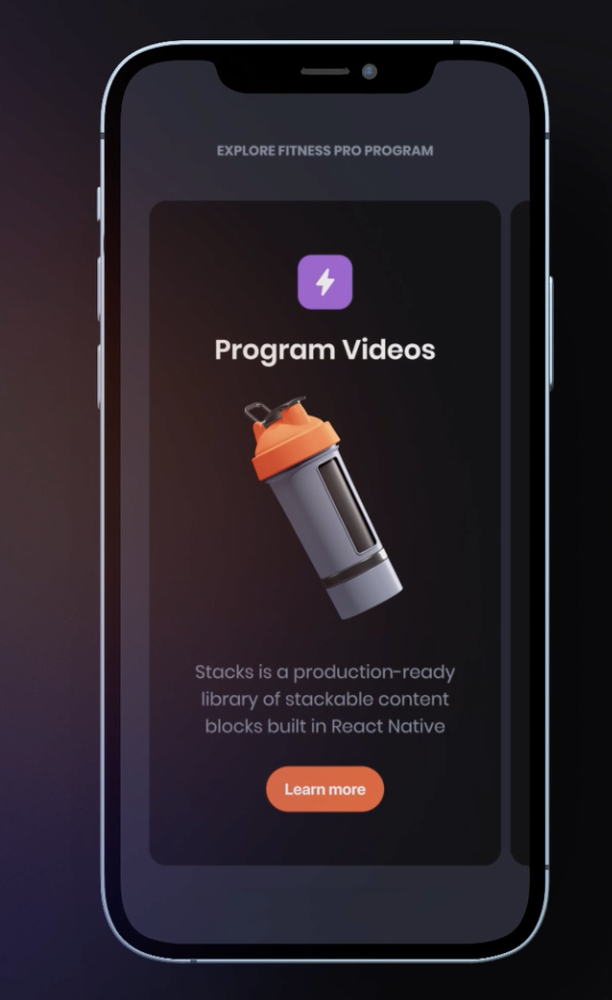 EXPLORE FITNESS PRO PROGRAM
Program Videos
Stacks is a production-ready
library of stackable content
blocks built in React Native
Learn more